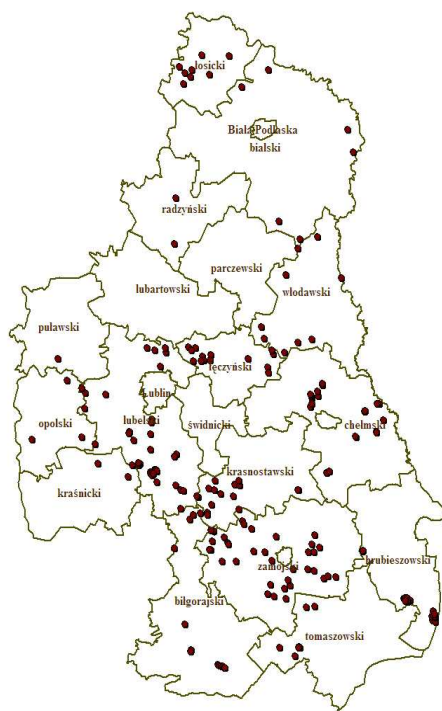 łosicki
Biała Podlaska
bialski
radzyński
parczewski
lubartowski
włodawski
puławski
łęczyński
Lublin
opolski
lubelski
świdnicki
chełmski
krasnostawski
kraśnicki
hrubieszowski
zamojski
biłgorajski
tomaszowski